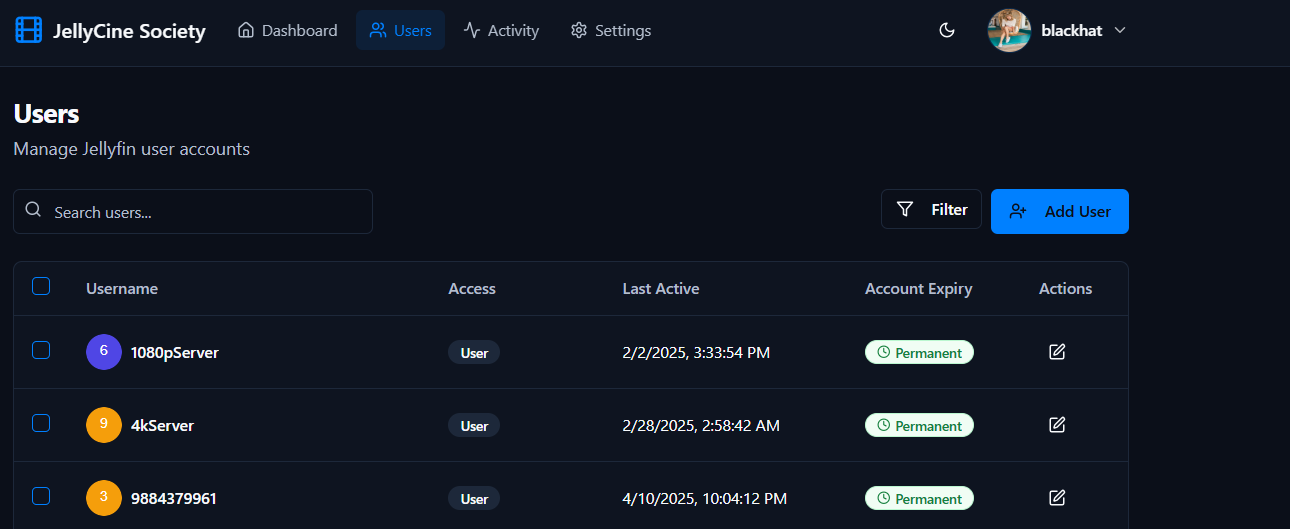 JellyCine Society Dashboard Users Activity Settings blackhat
Users
Manage Jellyfin user accounts
Search users... Filter Add User
Username Access Last Active Account Expiry Actions
6 1080pServer User 2/2/2025, 3:33:54 PM Permanent
9 4kServer User 2/28/2025, 2:58:42 AM Permanent
3 9884379961 User 4/10/2025, 10:04:12 PM Permanent